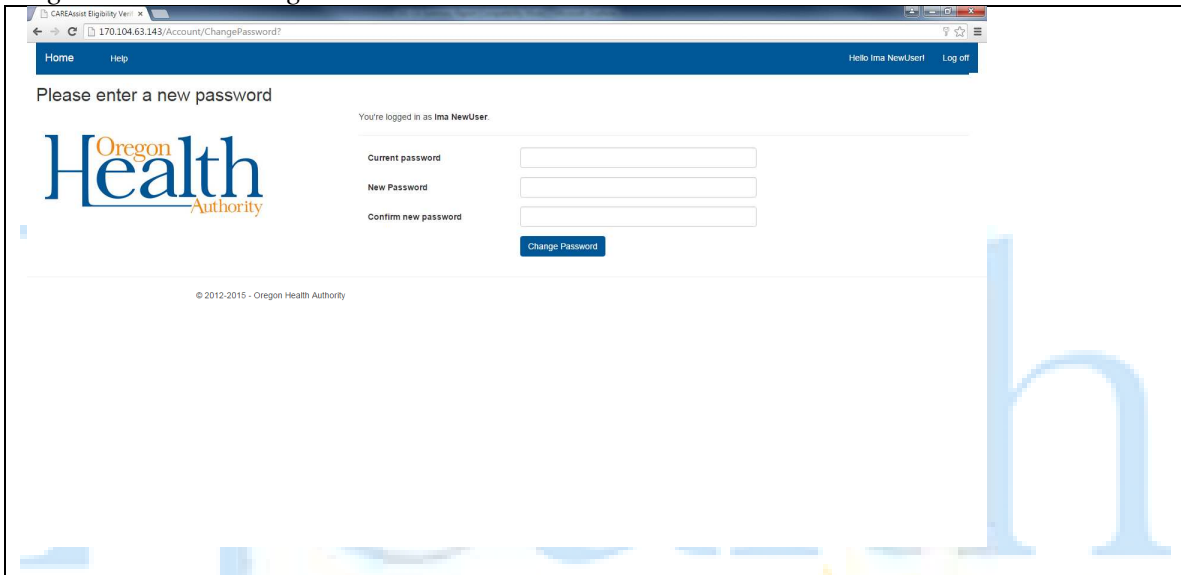 CAREAssist Eligibility Veri
170.104.63.143/Account/ChangePassword?
Home Help Hello Ima NewUser! Log off
Please enter a new password
You're logged in as Ima NewUser.
Oregon
Health
Authority
Current password
New Password
Confirm new password
Change Password
© 2012-2015 - Oregon Health Authority